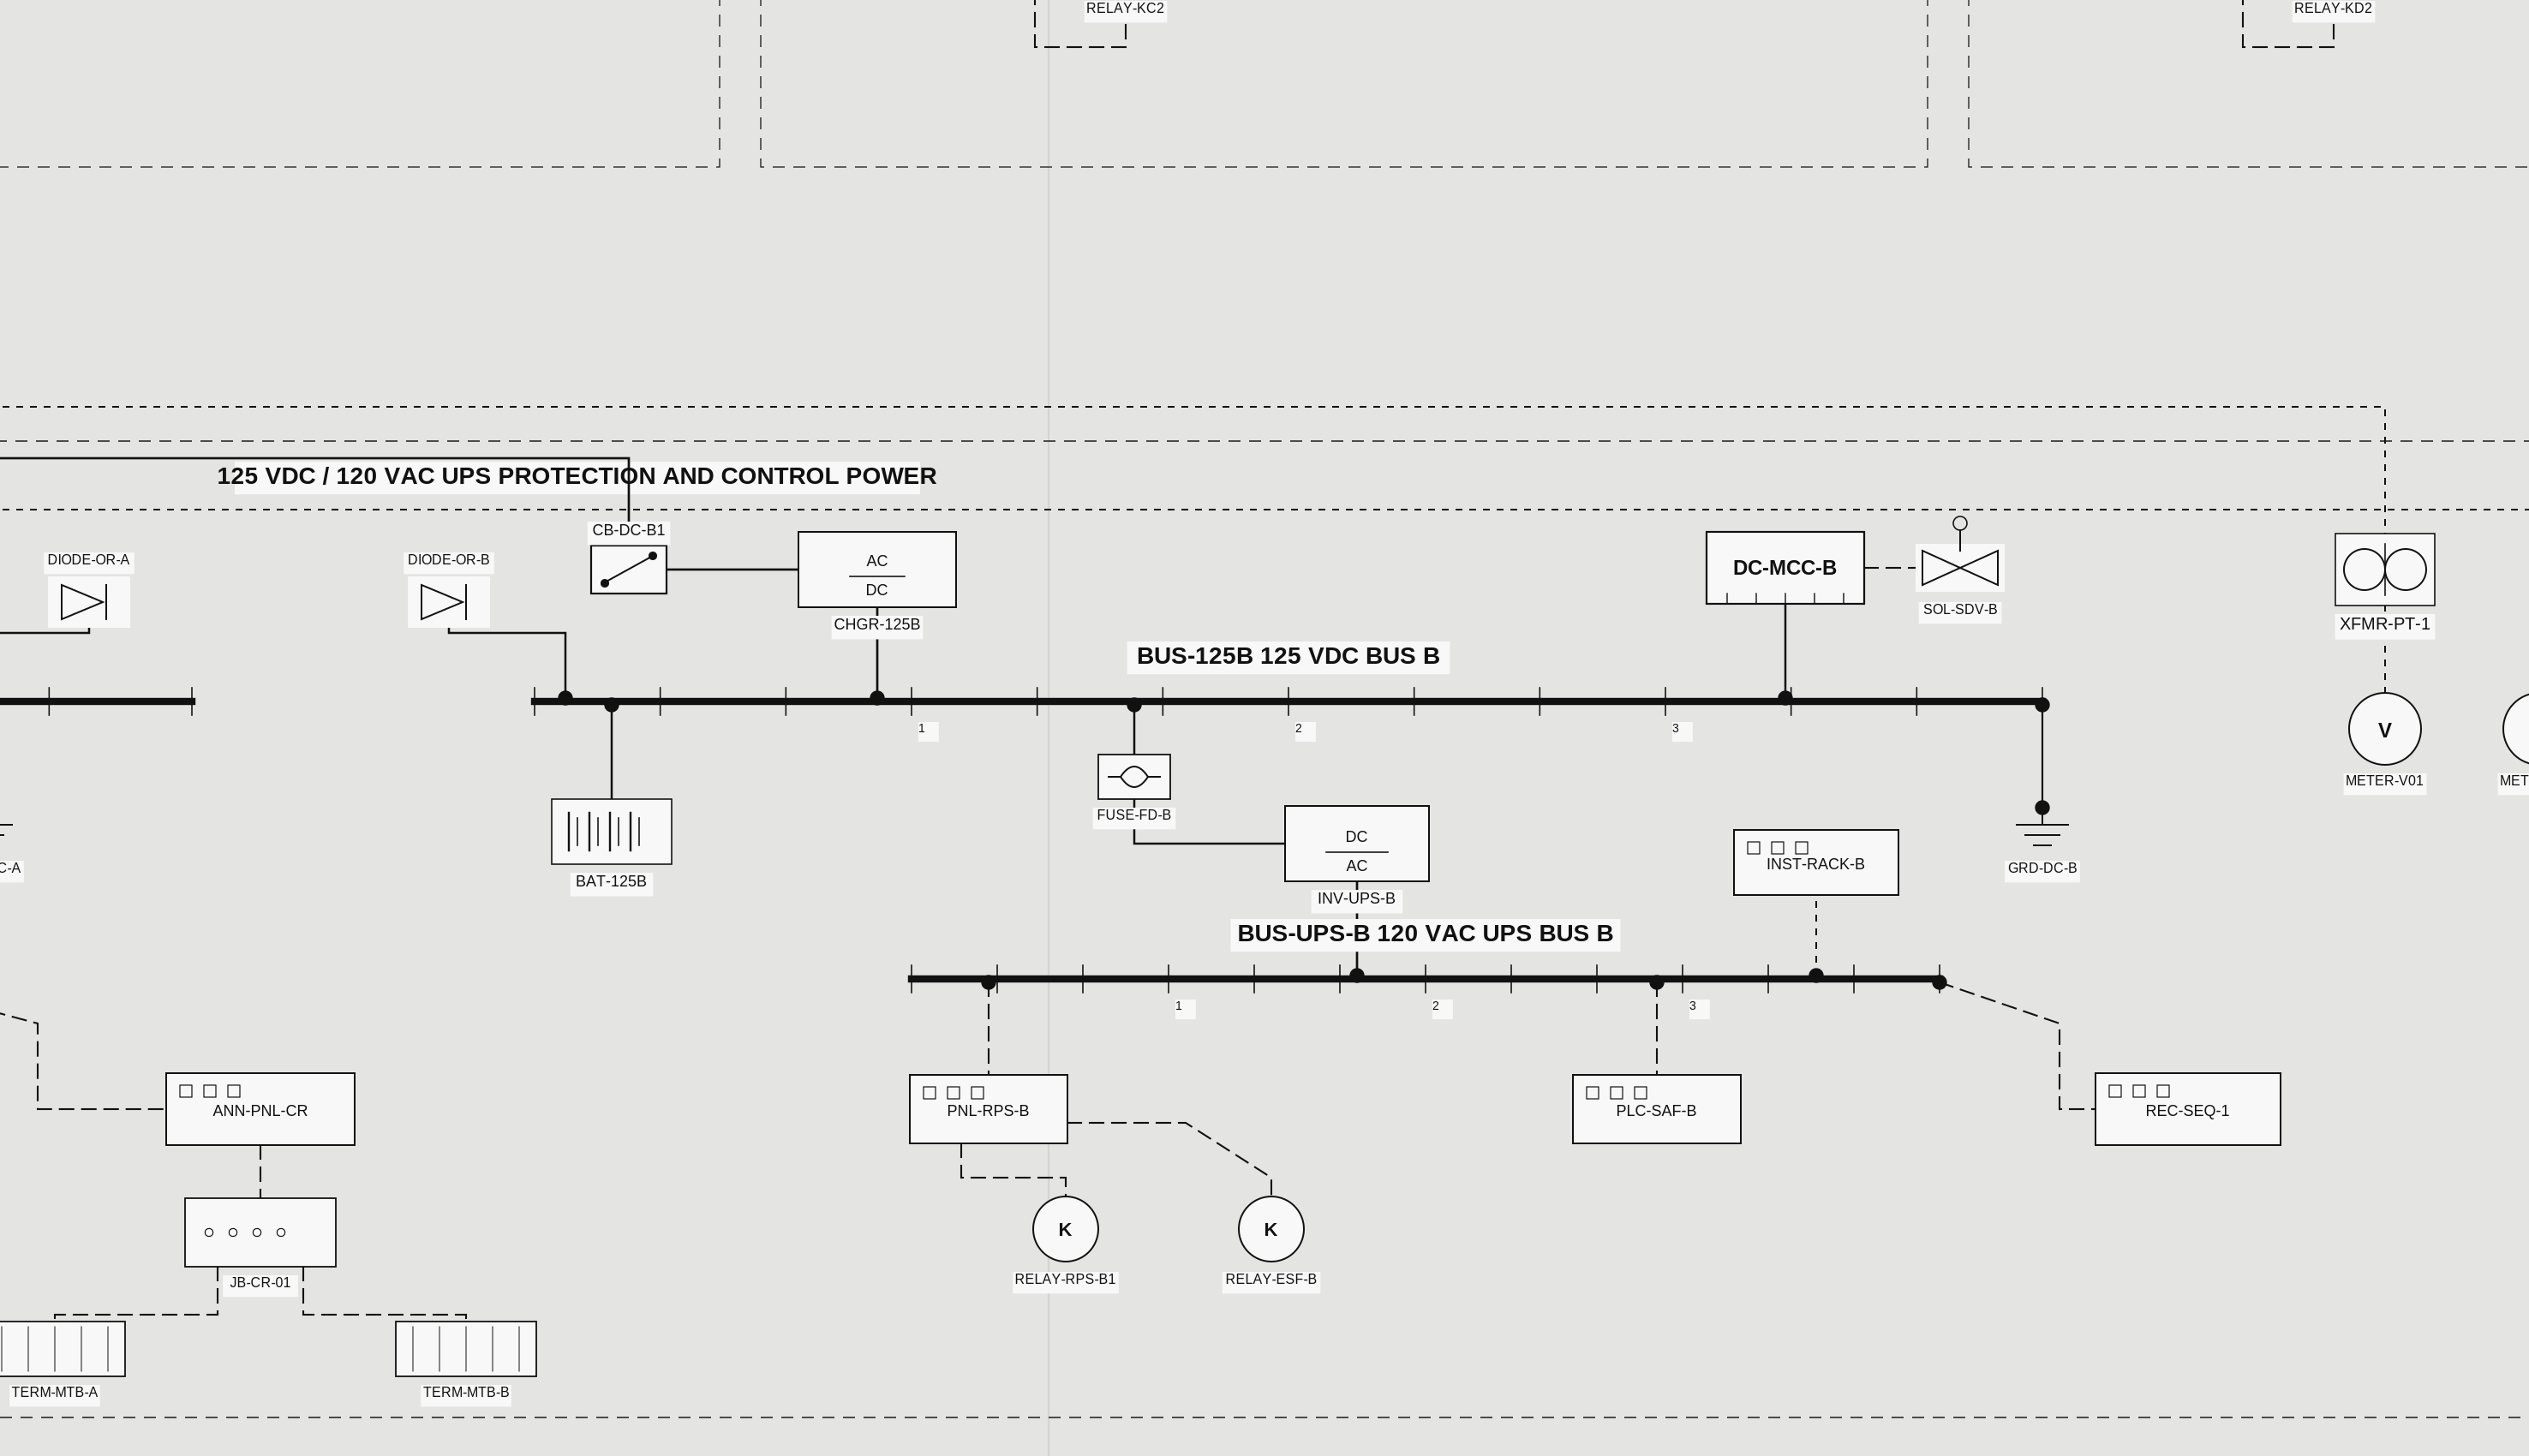 RELAY-KC2
RELAY-KD2
125 VDC / 120 VAC UPS PROTECTION AND CONTROL POWER
CB-DC-B1
DIODE-OR-A
DIODE-OR-B
AC
DC
CHGR-125B
DC-MCC-B
SOL-SDV-B
XFMR-PT-1
BUS-125B 125 VDC BUS B
1
2
3
V
METER-V01
MET
FUSE-FD-B
DC
AC
INV-UPS-B
INST-RACK-B
C-A
BAT-125B
GRD-DC-B
BUS-UPS-B 120 VAC UPS BUS B
1
2
3
ANN-PNL-CR
PNL-RPS-B
PLC-SAF-B
REC-SEQ-1
K
K
JB-CR-01
RELAY-RPS-B1
RELAY-ESF-B
TERM-MTB-A
TERM-MTB-B